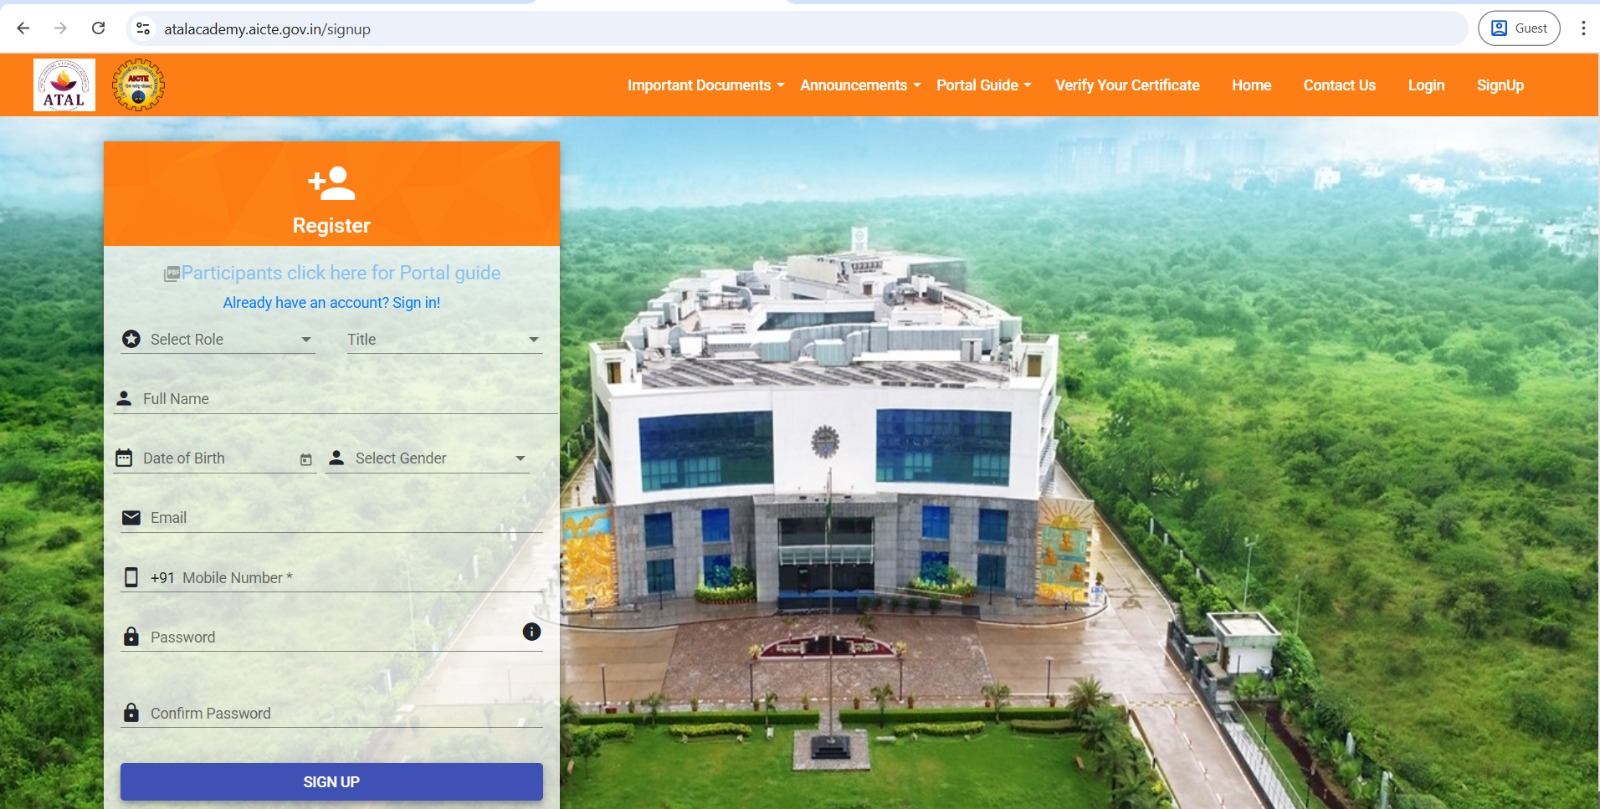 atalacademy.aicte.gov.in/signup
Guest
ATAL
AICTE
Important Documents
Announcements
Portal Guide
Verify Your Certificate
Home
Contact Us
Login
SignUp
Register
PDF
Participants click here for Portal guide
Already have an account? Sign in!
Select Role
Title
Full Name
Date of Birth
Select Gender
Email
+91 Mobile Number *
Password
Confirm Password
SIGN UP